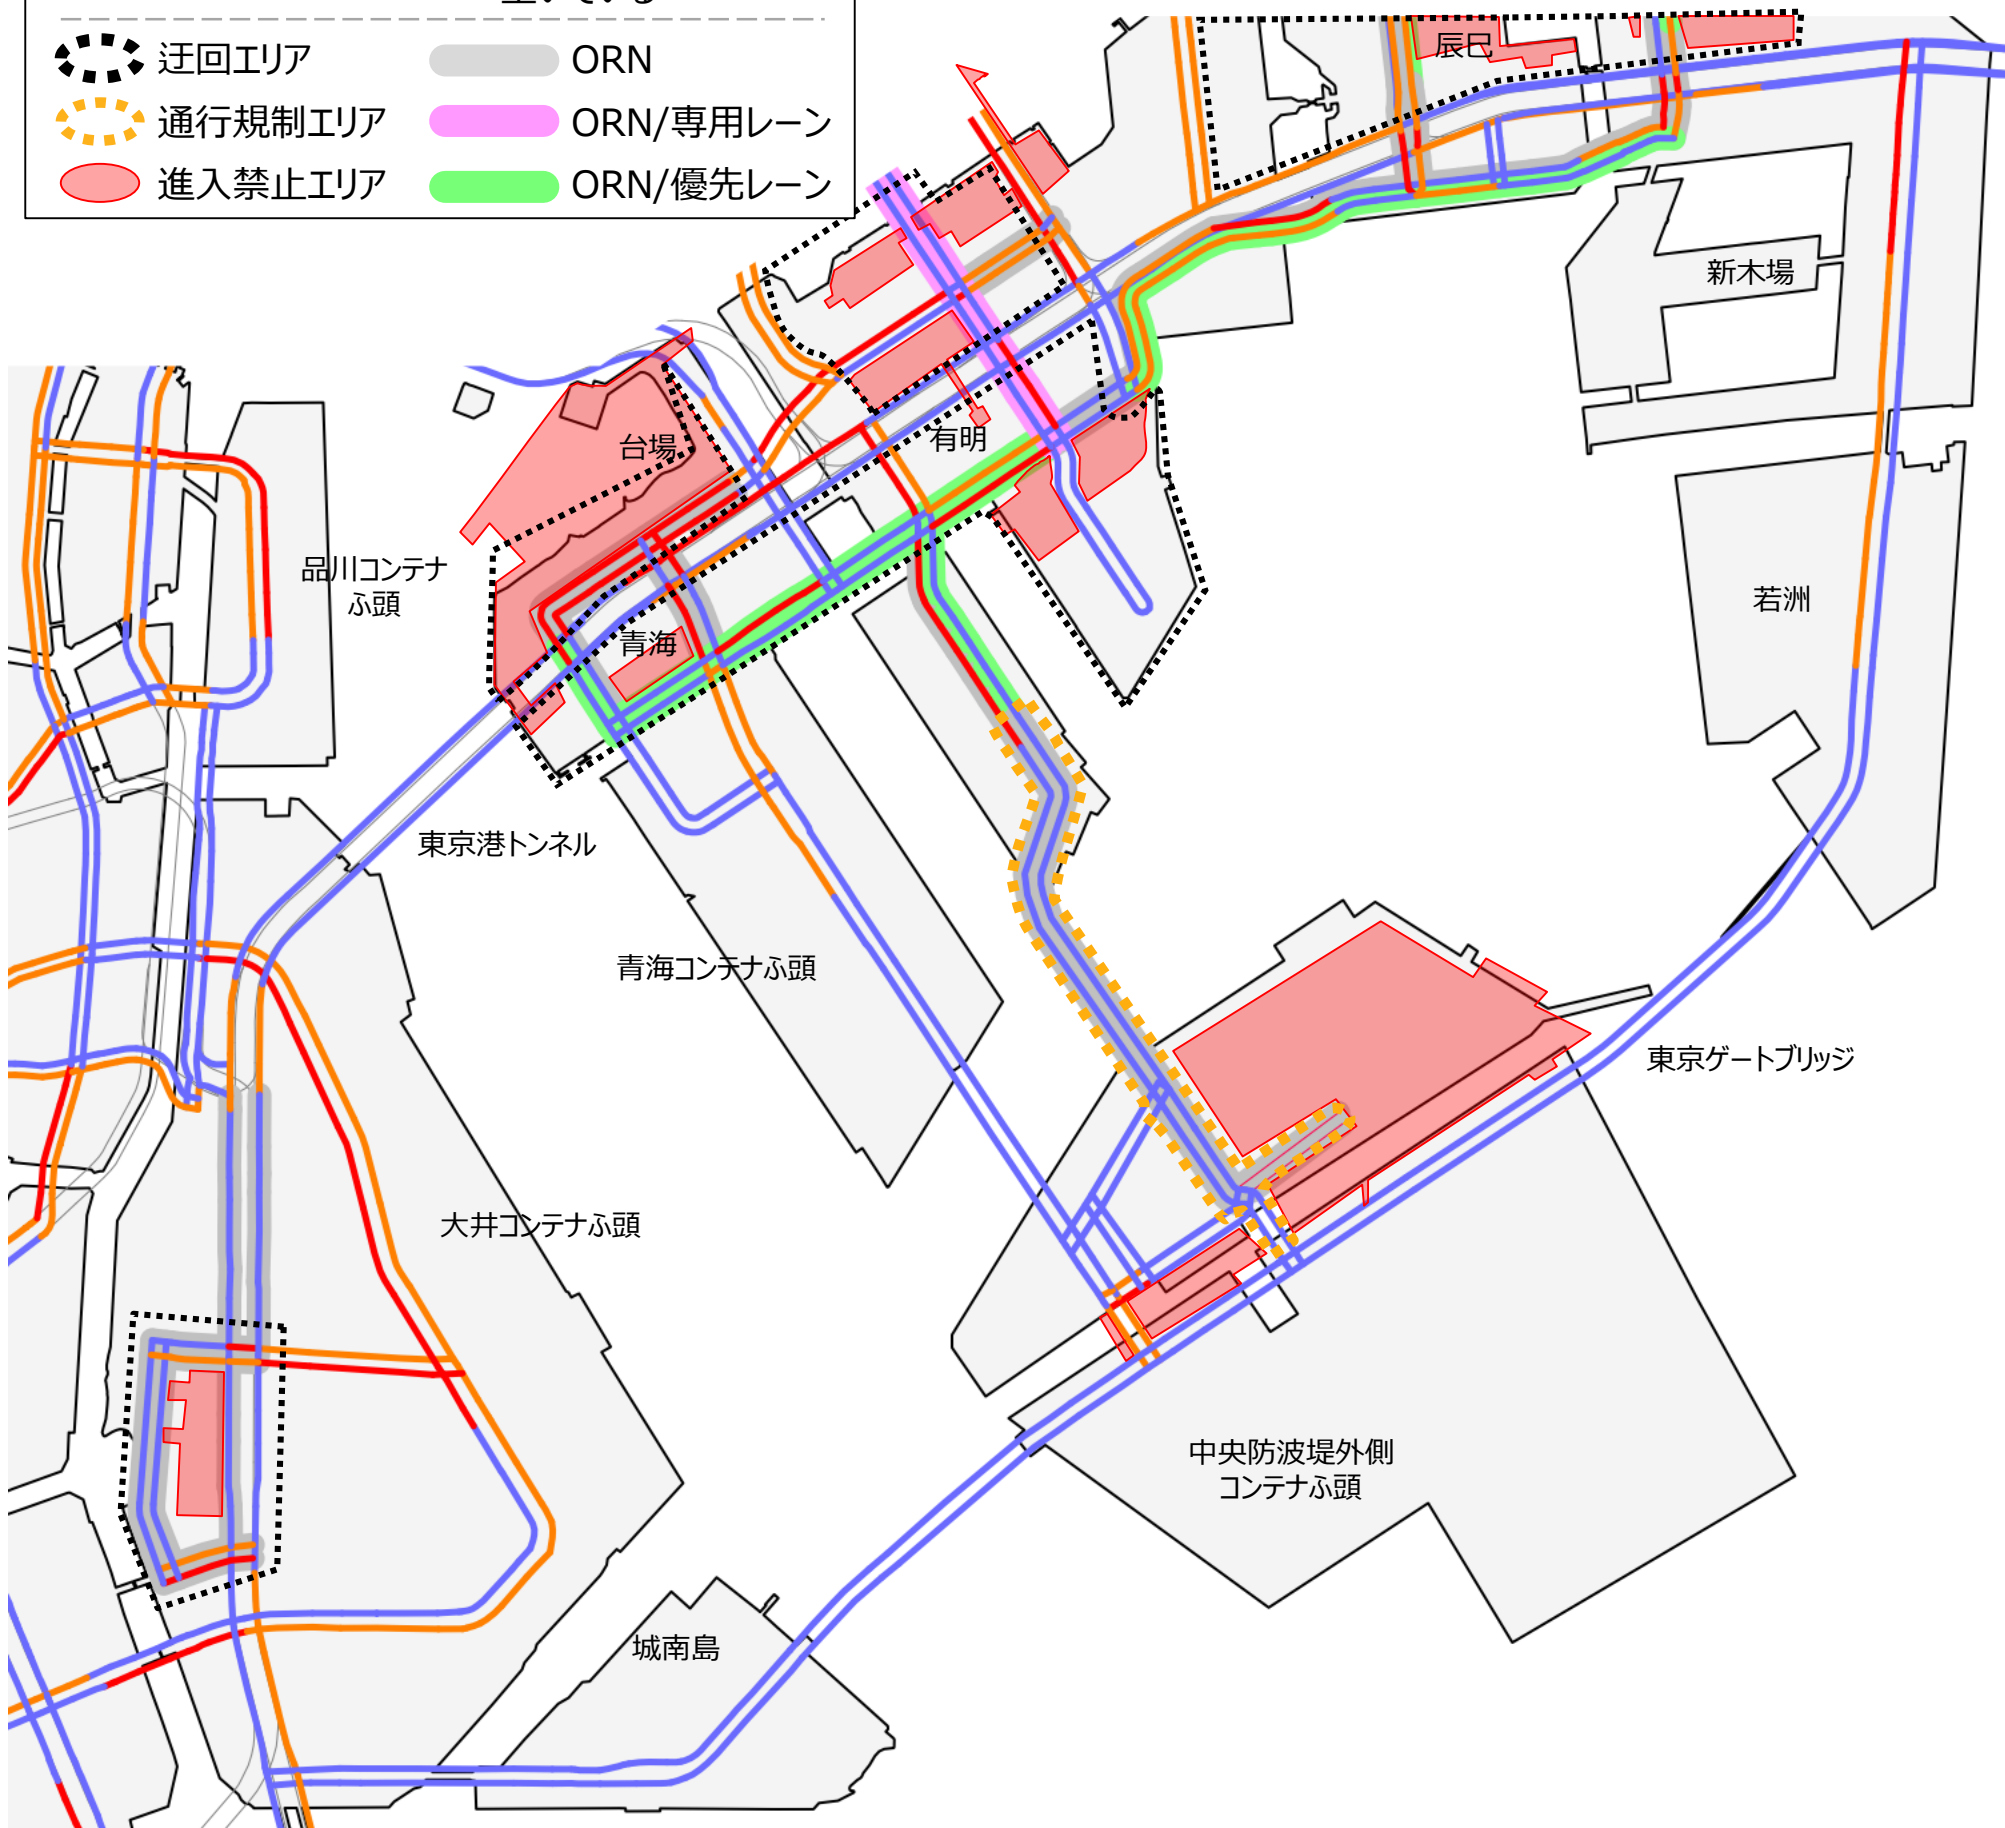 空いている
迂回エリア
ORN
通行規制エリア
ORN/専用レーン
進入禁止エリア
ORN/優先レーン
辰巳
新木場
台場
有明
品川コンテナ
ふ頭
若洲
青海
東京港トンネル
青海コンテナふ頭
東京ゲートブリッジ
大井コンテナふ頭
中央防波堤外側
コンテナふ頭
城南島